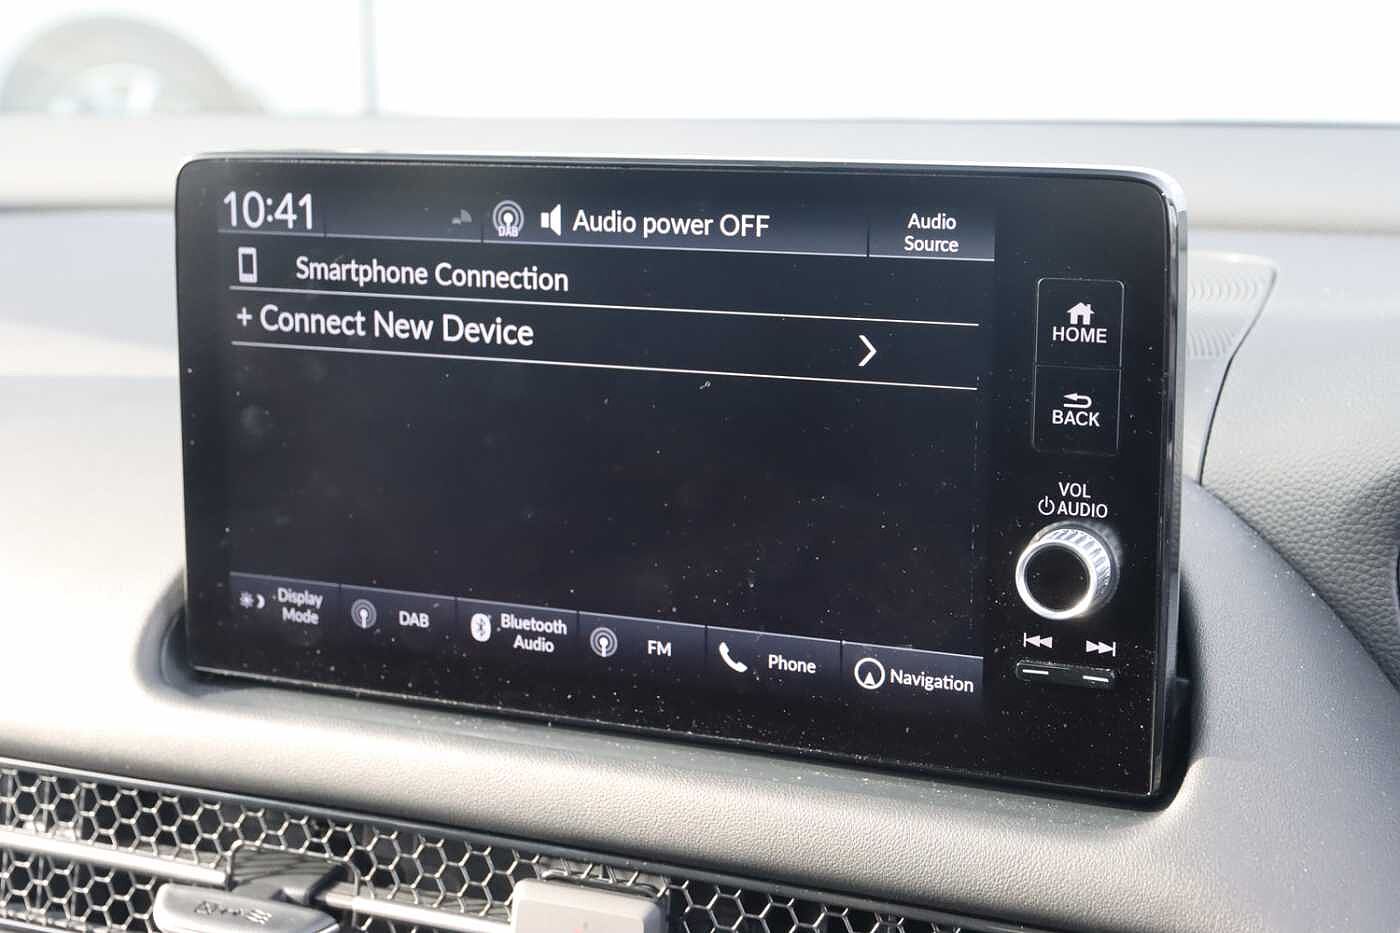 10:41
DAB
Audio power OFF
Audio
Source
Smartphone Connection
+ Connect New Device
HOME
BACK
VOL
AUDIO
Display
Mode
DAB
Bluetooth
Audio
FM
Phone
Navigation